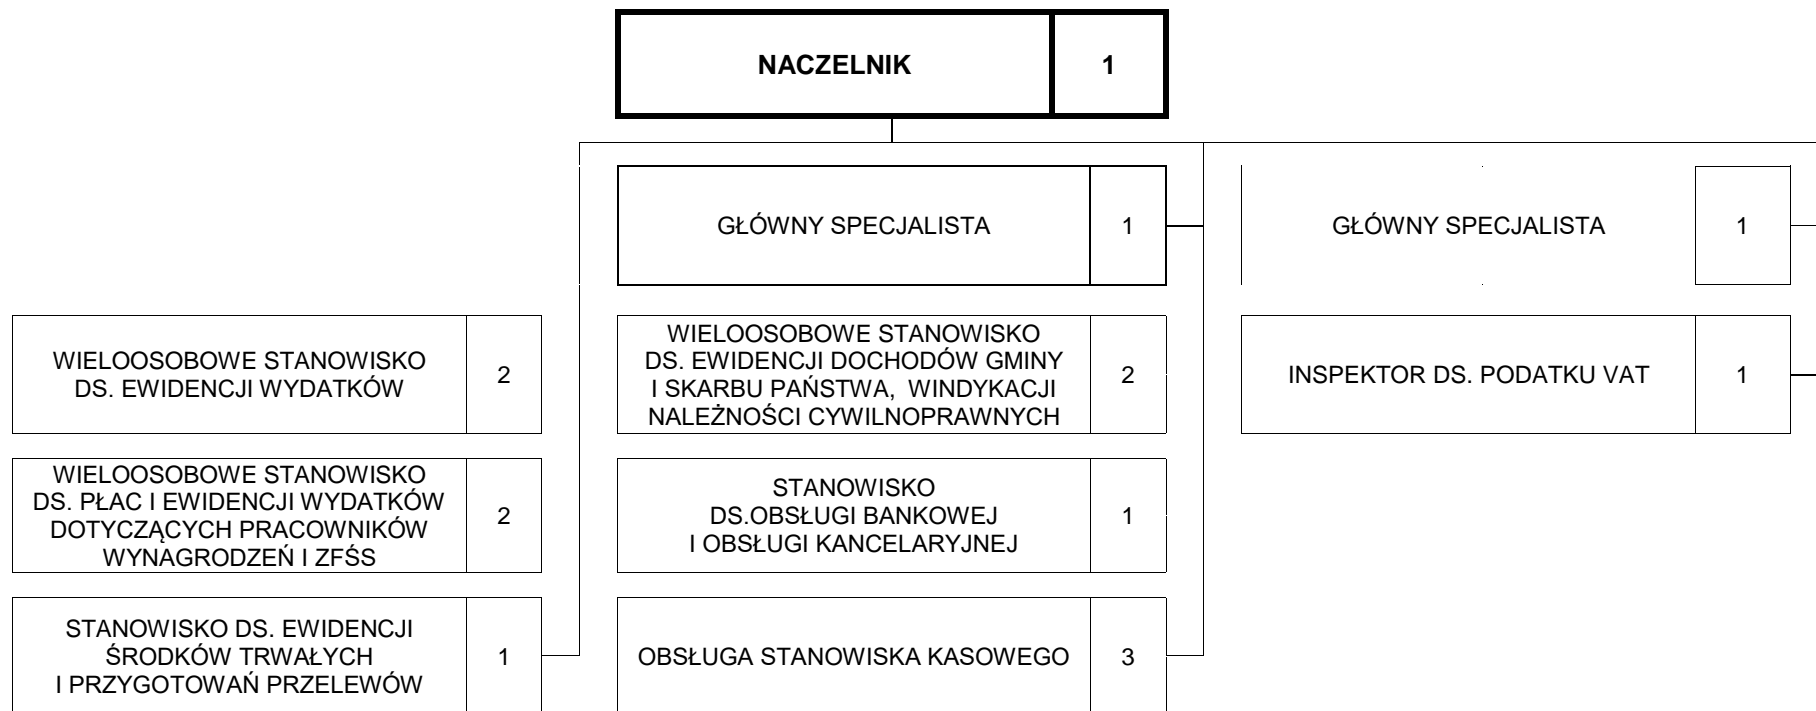 NACZELNIK 1
GŁÓWNY SPECJALISTA 1
GŁÓWNY SPECJALISTA 1
WIELOOSOBOWE STANOWISKO
DS. EWIDENCJI WYDATKÓW
2
WIELOOSOBOWE STANOWISKO
DS. EWIDENCJI DOCHODÓW GMINY
I SKARBU PAŃSTWA, WINDYKACJI
NALEŻNOŚCI CYWILNOPRAWNYCH
2
INSPEKTOR DS. PODATKU VAT 1
WIELOOSOBOWE STANOWISKO
DS. PŁAC I EWIDENCJI WYDATKÓW
DOTYCZĄCYCH PRACOWNIKÓW
WYNAGRODZEŃ I ZFŚS
2
STANOWISKO
DS.OBSŁUGI BANKOWEJ
I OBSŁUGI KANCELARYJNEJ
1
STANOWISKO DS. EWIDENCJI
ŚRODKÓW TRWAŁYCH
I PRZYGOTOWAŃ PRZELEWÓW
1
OBSŁUGA STANOWISKA KASOWEGO 3